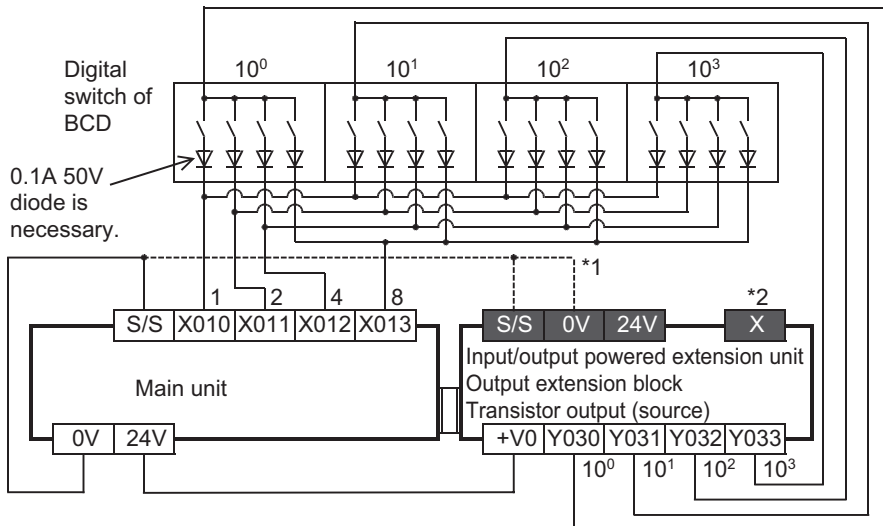 Digital
switch of
BCD
10⁰ 10¹ 10² 10³
0.1A 50V
diode is
necessary.
*1
1 2 4 8
*2
S/S X010 X011 X012 X013
S/S 0V 24V X
Main unit
Input/output powered extension unit
Output extension block
Transistor output (source)
0V 24V
+V0 Y030 Y031 Y032 Y033
10⁰ 10¹ 10² 10³